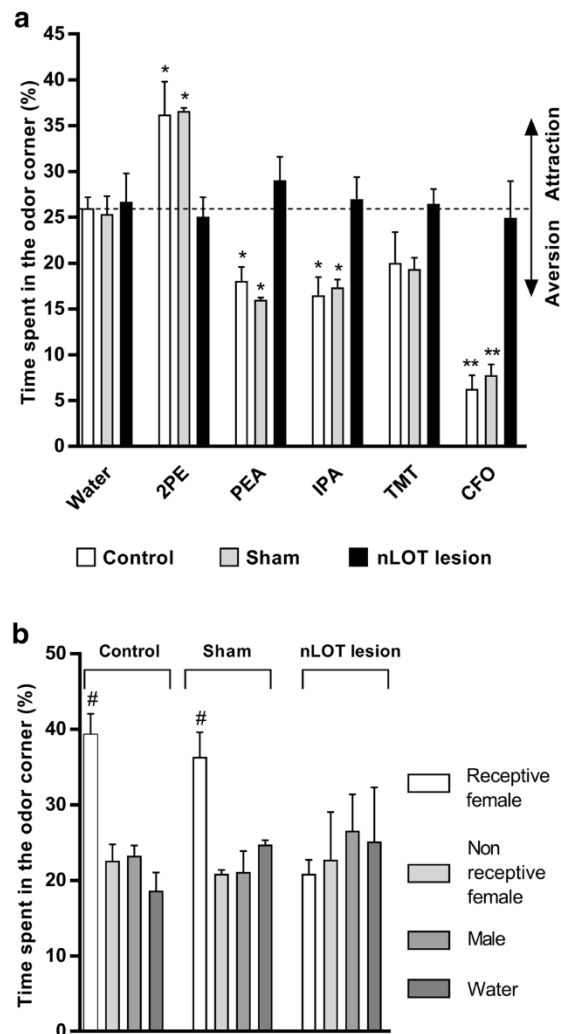 a
Time spent in the odor corner (%)
45
40
35
30
25
20
15
10
5
0
* *
* *
* *
** **
Attraction
Aversion
Water 2PE PEA IPA TMT CFO
Control Sham nLOT lesion
b
Time spent in the odor corner (%)
50
40
30
20
10
0
Control Sham nLOT lesion
# #
Receptive
female
Non
receptive
female
Male
Water